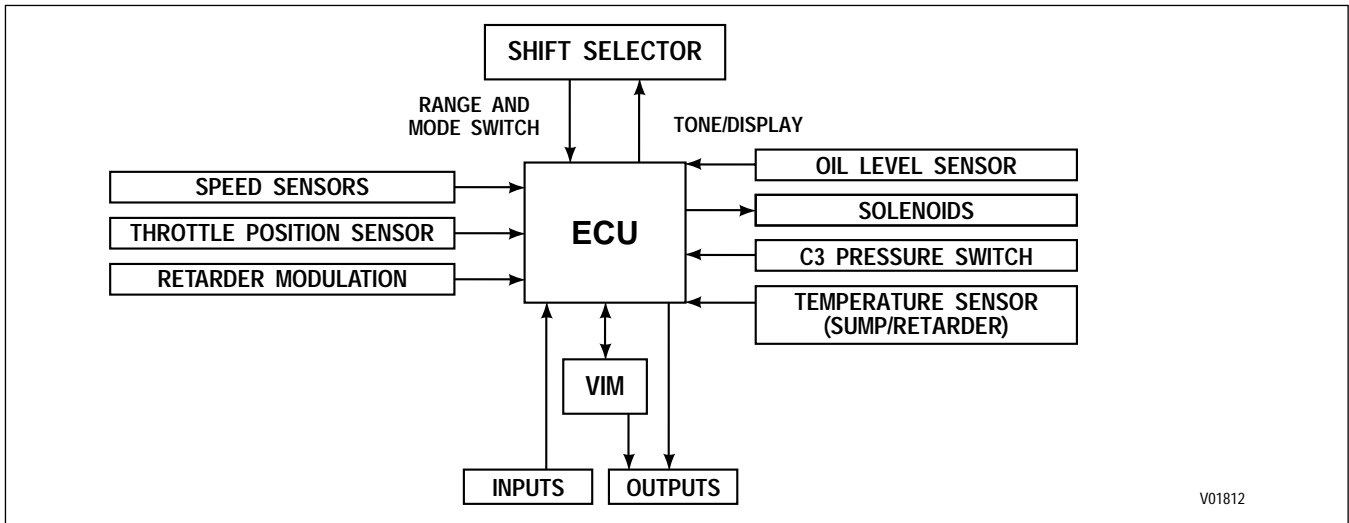 SHIFT SELECTOR
RANGE AND
MODE SWITCH
TONE/DISPLAY
SPEED SENSORS
THROTTLE POSITION SENSOR
RETARDER MODULATION
ECU
OIL LEVEL SENSOR
SOLENOIDS
C3 PRESSURE SWITCH
TEMPERATURE SENSOR
(SUMP/RETARDER)
VIM
INPUTS
OUTPUTS
V01812